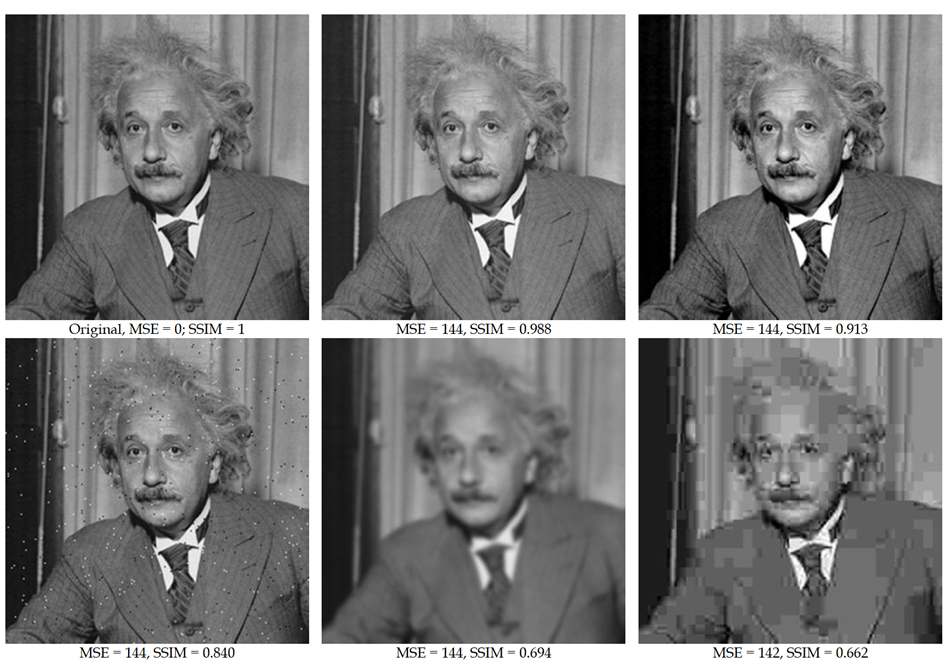 Original, MSE = 0; SSIM = 1
MSE = 144, SSIM = 0.988
MSE = 144, SSIM = 0.913
MSE = 144, SSIM = 0.840
MSE = 144, SSIM = 0.694
MSE = 142, SSIM = 0.662